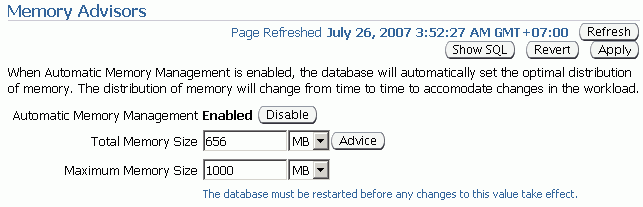 Memory Advisors
Page Refreshed July 26, 2007 3:52:27 AM GMT+07:00 Refresh
Show SQL Revert Apply
When Automatic Memory Management is enabled, the database will automatically set the optimal distribution
of memory. The distribution of memory will change from time to time to accomodate changes in the workload.
Automatic Memory Management Enabled Disable
Total Memory Size 656 MB Advice
Maximum Memory Size 1000 MB
The database must be restarted before any changes to this value take effect.